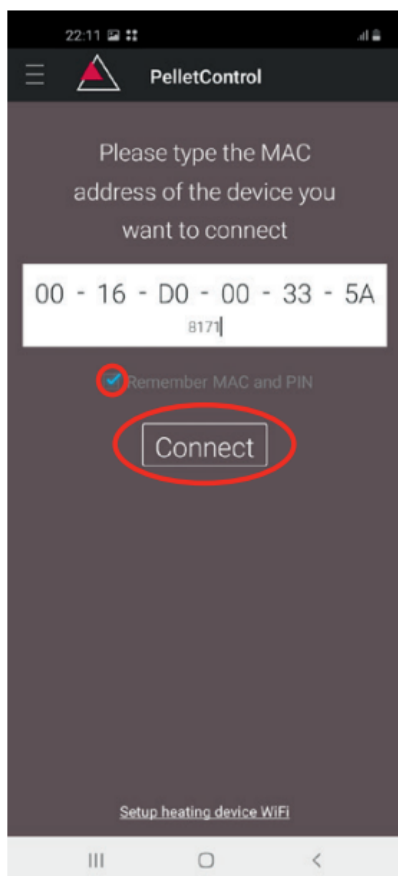 22:11
PelletControl
Please type the MAC
address of the device you
want to connect
00 - 16 - D0 - 00 - 33 - 5A
8171
Remember MAC and PIN
Connect
Setup heating device WiFi